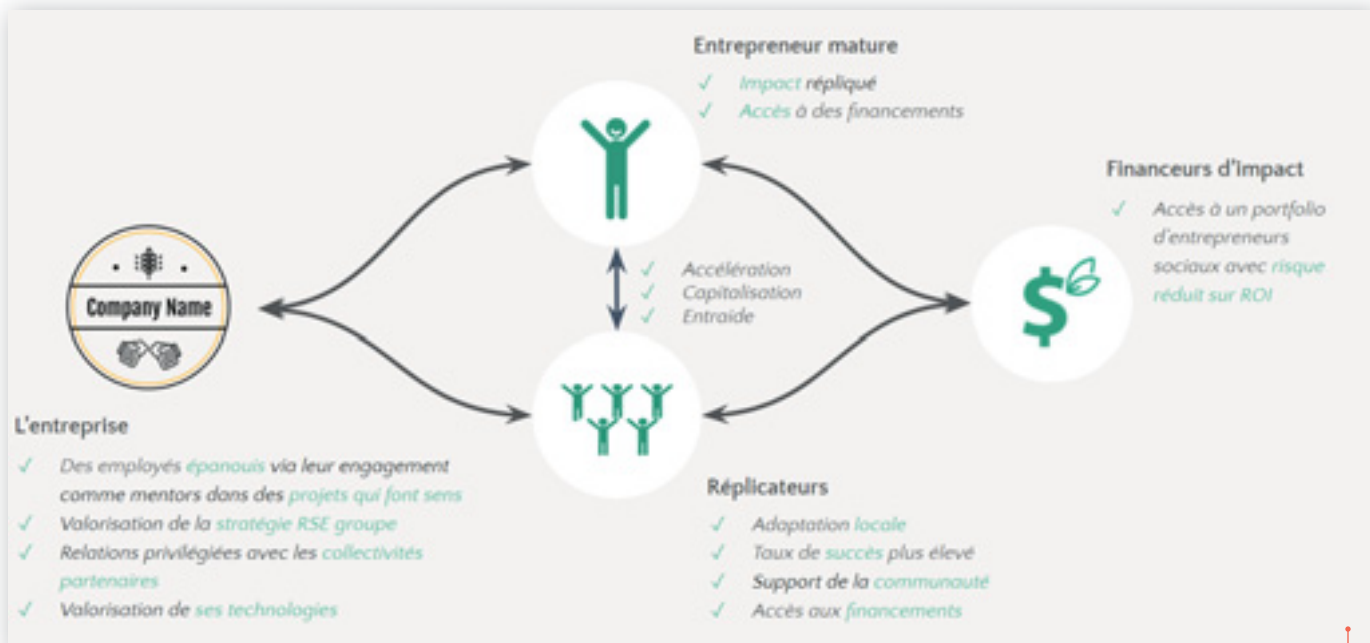 Entrepreneur mature
✓ Impact répliqué
✓ Accès à des financements
Financeurs d'impact
✓ Accès à un portfolio
d'entrepreneurs
sociaux avec risque
réduit sur ROI
✓ Accélération
✓ Capitalisation
✓ Entraide
Company Name
$
L'entreprise
✓ Des employés épanouis via leur engagement
comme mentors dans des projets qui font sens
✓ Valorisation de la stratégie RSE groupe
✓ Relations privilégiées avec les collectivités
partenaires
✓ Valorisation de ses technologies
Réplicateurs
✓ Adaptation locale
✓ Taux de succès plus élevé
✓ Support de la communauté
✓ Accès aux financements